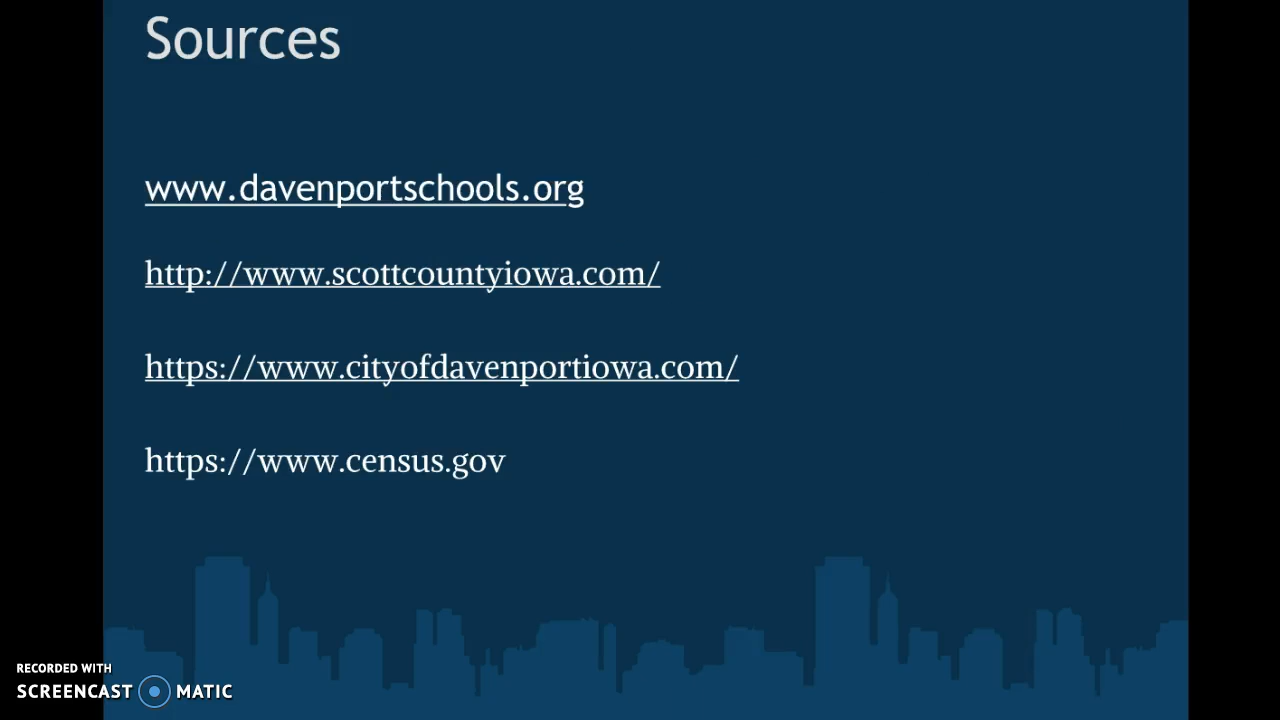 Sources
www.davenportschools.org
http://www.scottcountyiowa.com/
https://www.cityofdavenportiowa.com/
https://www.census.gov
RECORDED WITH
SCREENCAST MATIC